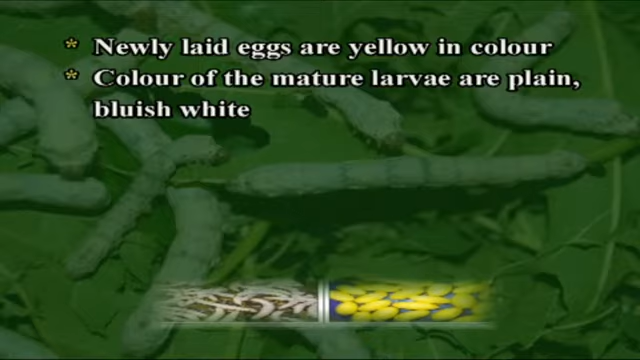 * Newly laid eggs are yellow in colour
* Colour of the mature larvae are plain,
bluish white